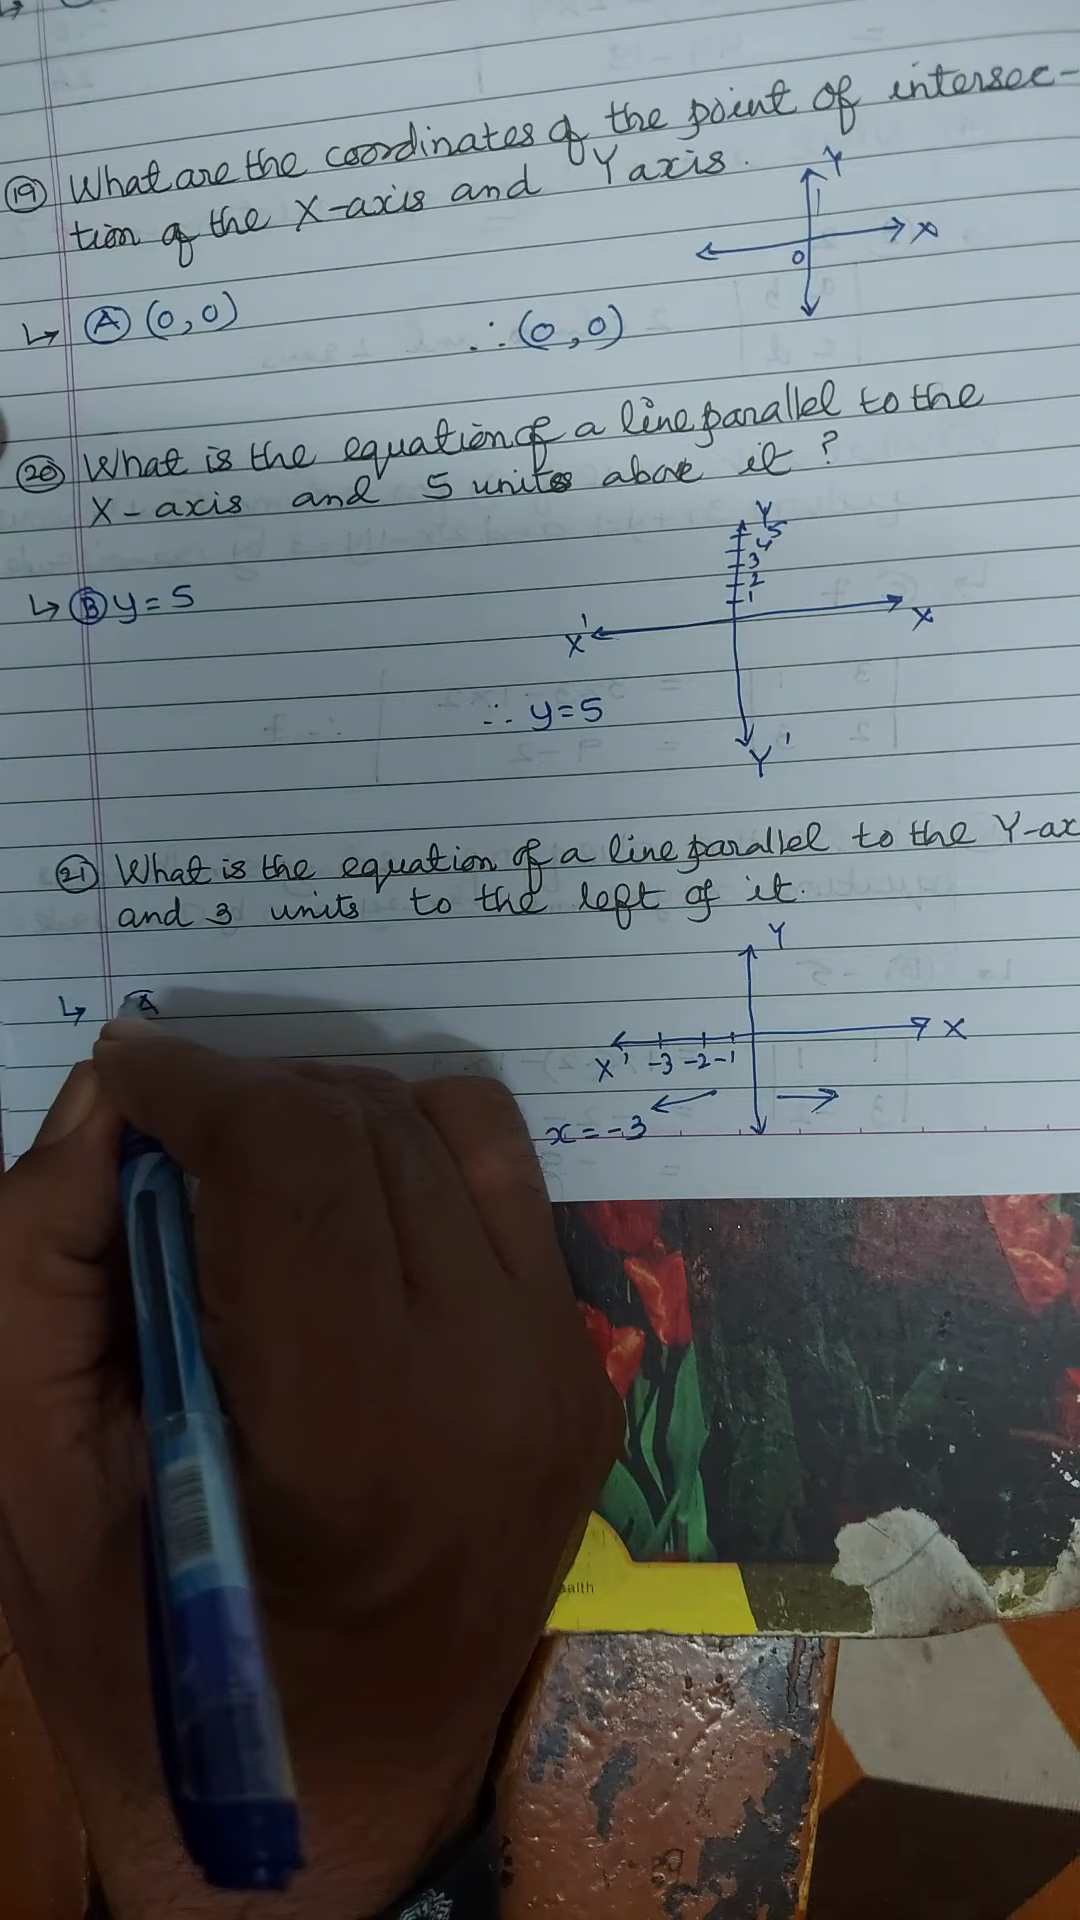 (19) What are the coordinates of the point of intersec-
tion of the X-axis and Y axis.
Y
X
0
↳ (A) (0,0)
∴ (0,0)
(20) What is the equation of a line parallel to the
X-axis and 5 units above it ?
Y
5
4
3
2
1
↳ (B) y = 5
X' X
∴ y=5
Y'
(21) What is the equation of a line parallel to the Y-ax
and 3 units to the left of it.
Y
↳ A
X
X' -3 -2 -1
x = -3
alth